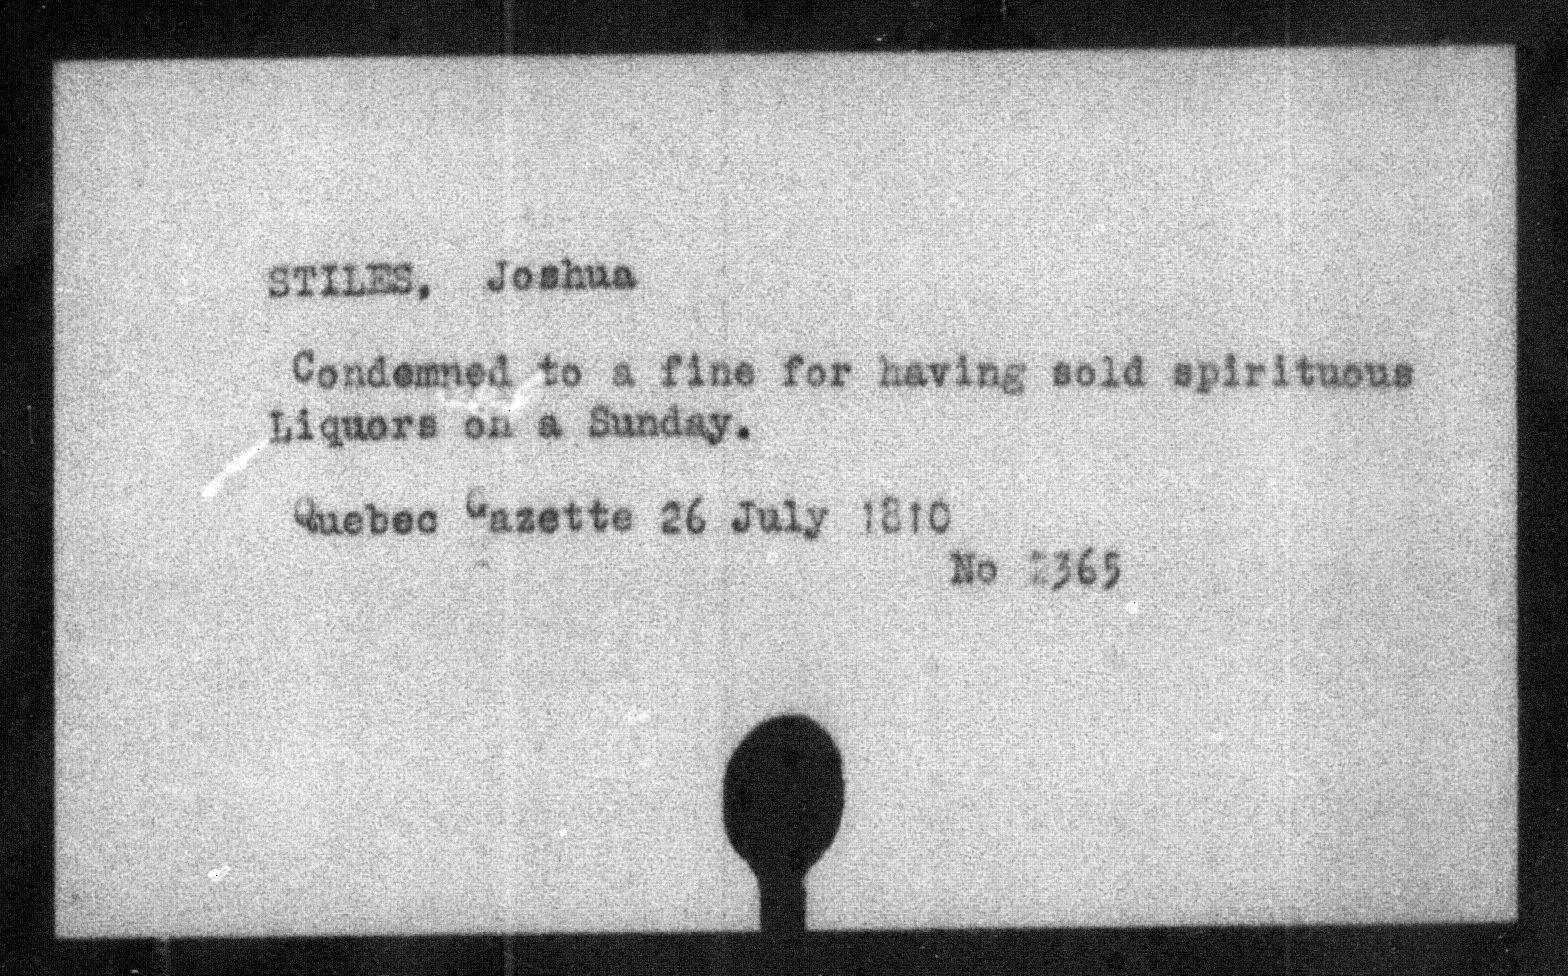 STILES, Joshua
Condemned to a fine for having sold spirituous
Liquors on a Sunday.
Quebec Gazette 26 July 1810
No 2365